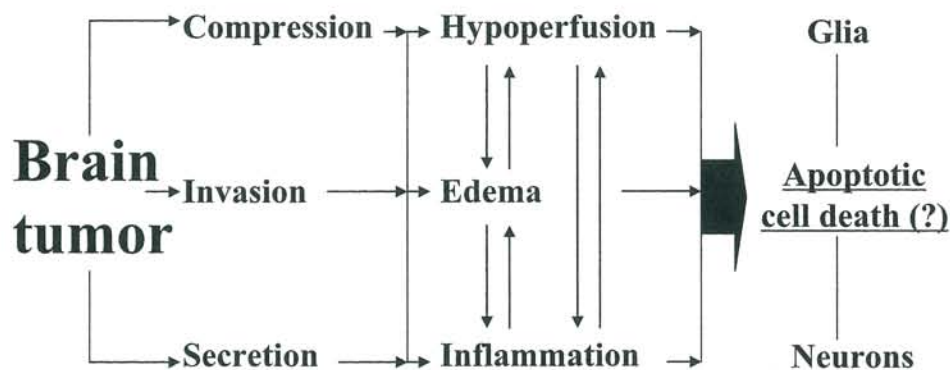 Compression
Hypoperfusion
Glia
Brain
tumor
Invasion
Edema
Apoptotic
cell death (?)
Secretion
Inflammation
Neurons